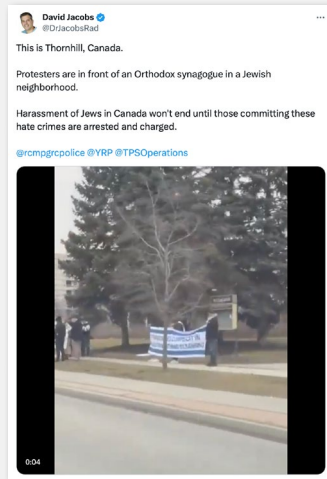 David Jacobs
@DrJacobsRad
This is Thornhill, Canada.
Protesters are in front of an Orthodox synagogue in a Jewish
neighborhood.
Harassment of Jews in Canada won't end until those committing these
hate crimes are arrested and charged.
@rcmpgrcpolice @YRP @TPSOperations
0:04